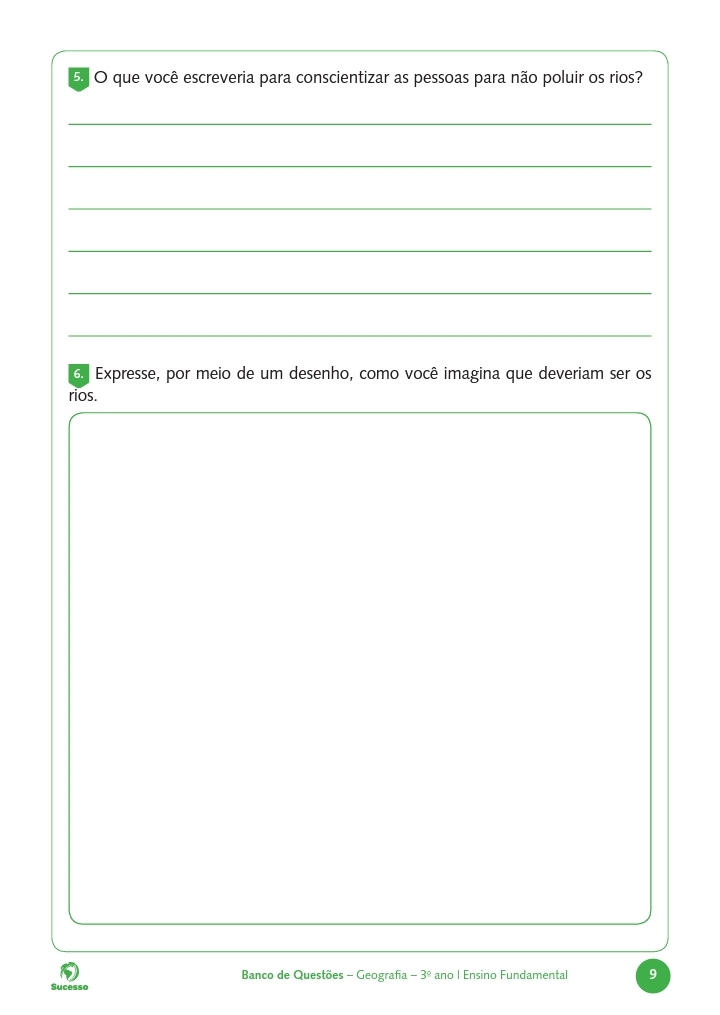 5. O que você escreveria para conscientizar as pessoas para não poluir os rios?
6. Expresse, por meio de um desenho, como você imagina que deveriam ser os
rios.
Sucesso
Banco de Questões – Geografia – 3º ano l Ensino Fundamental
9